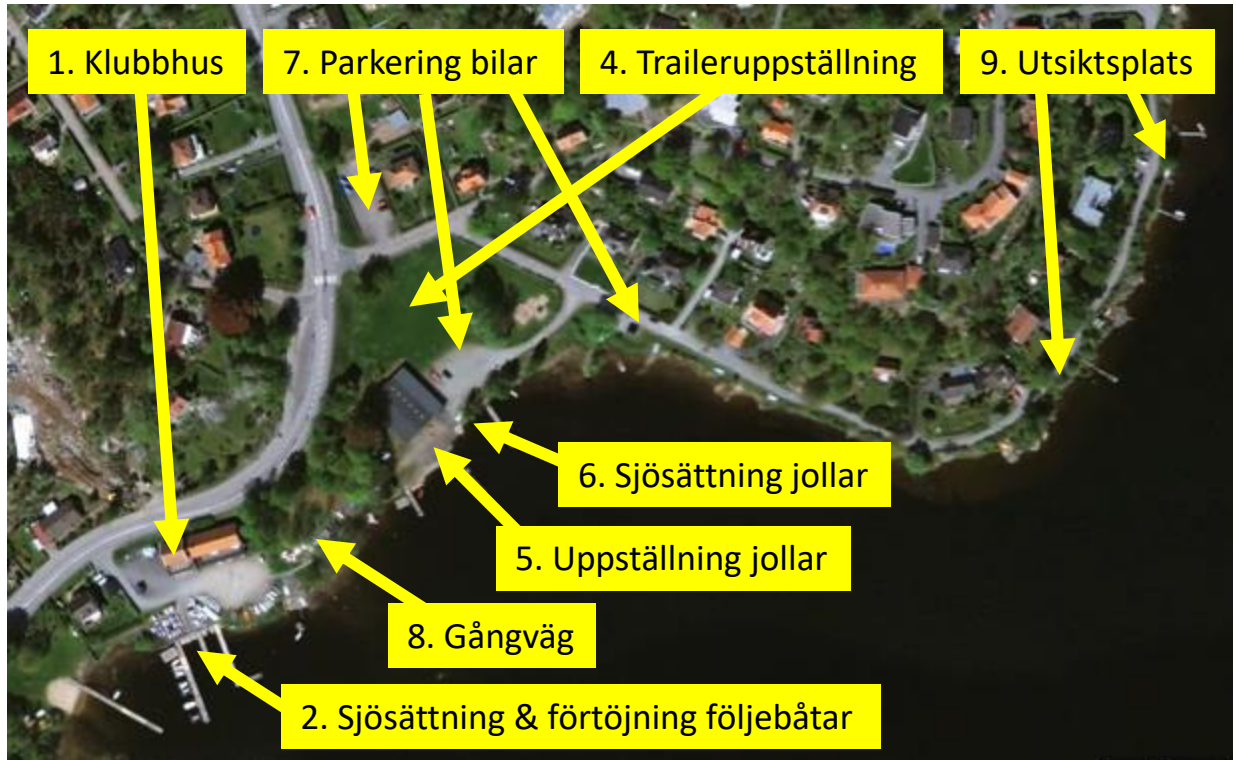 1. Klubbhus
7. Parkering bilar
4. Traileruppställning
9. Utsiktsplats
6. Sjösättning jollar
5. Uppställning jollar
8. Gångväg
2. Sjösättning & förtöjning följebåtar